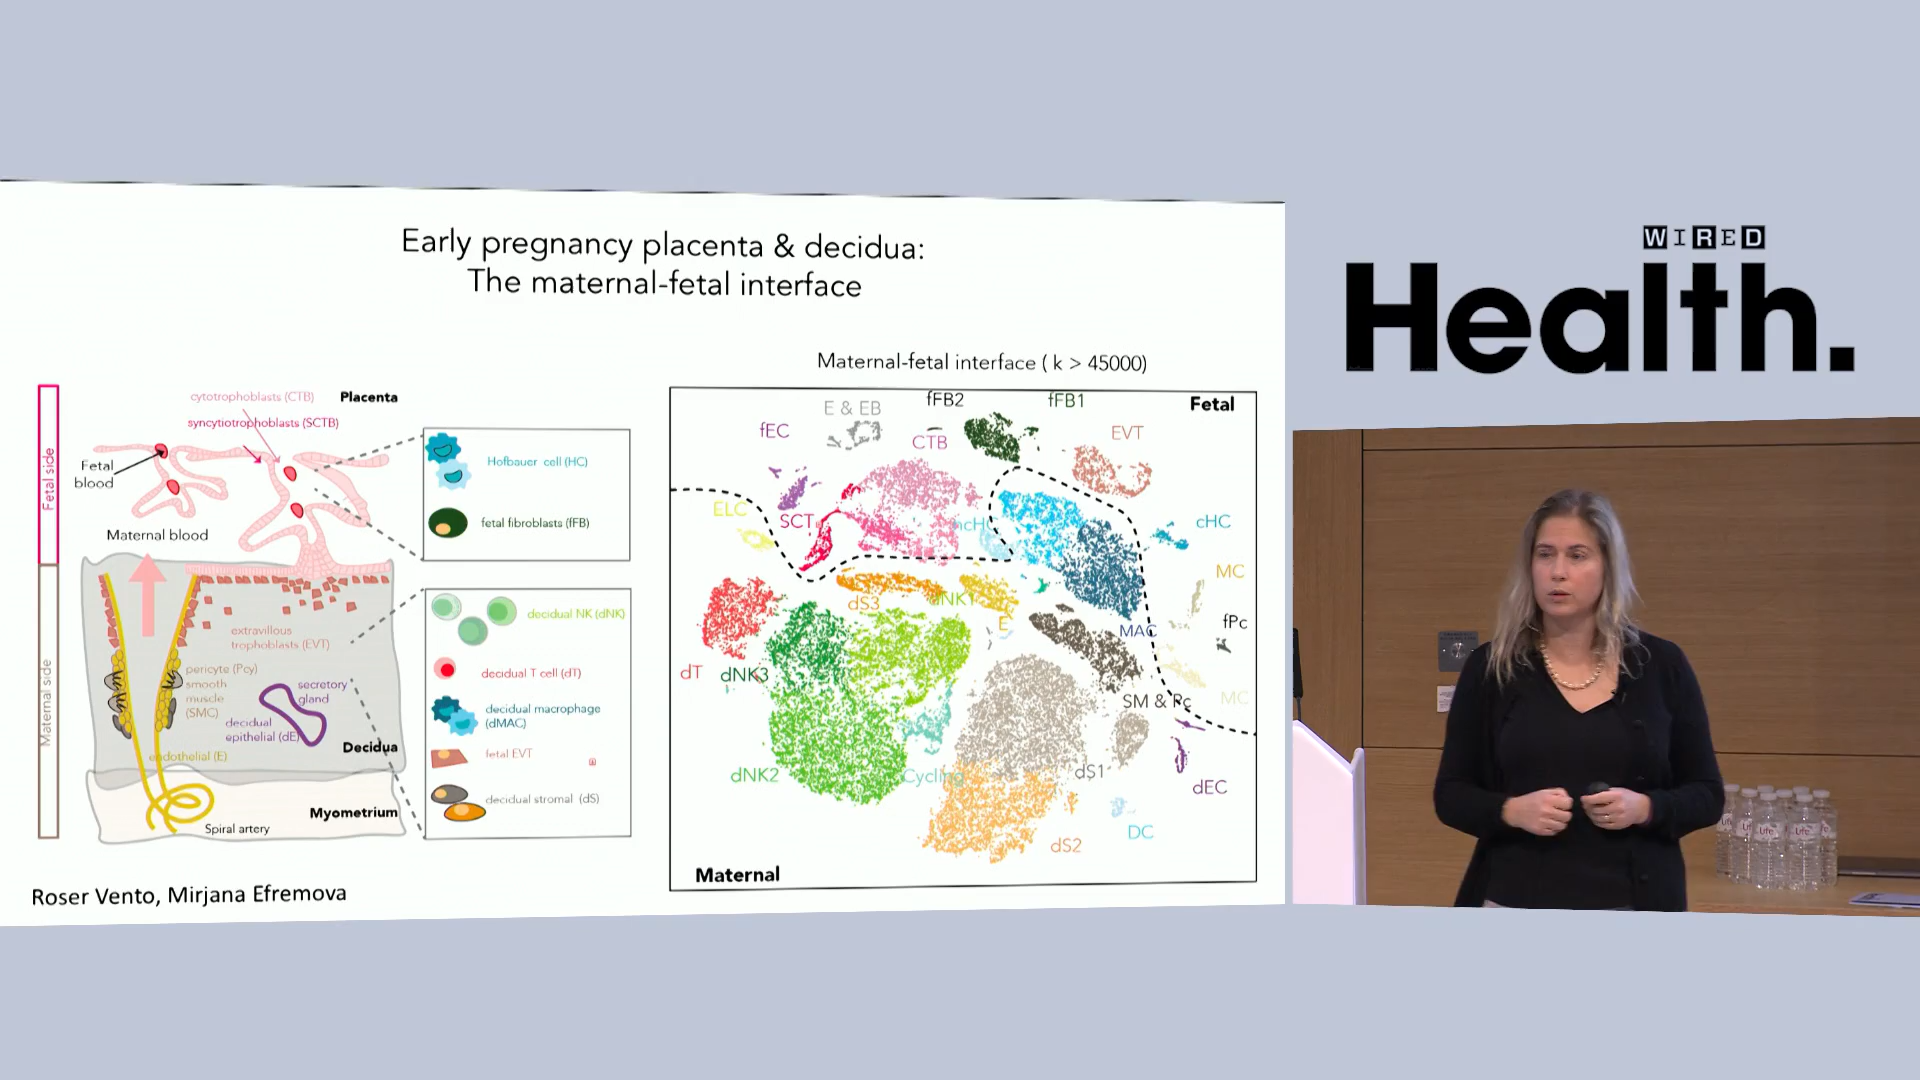 Early pregnancy placenta & decidua:
The maternal-fetal interface
Fetal side
Maternal side
cytotrophoblasts (CTB)
Placenta
syncytiotrophoblasts (SCTB)
Fetal
blood
Maternal blood
extravillous
trophoblasts (EVT)
pericyte (Pcy)
smooth
muscle
(SMC)
secretory
gland
decidual
epithelial (dE)
Decidua
endothelial (E)
Myometrium
Spiral artery
Hofbauer cell (HC)
fetal fibroblasts (fFB)
decidual NK (dNK)
decidual T cell (dT)
decidual macrophage
(dMAC)
fetal EVT
decidual stromal (dS)
Roser Vento, Mirjana Efremova
Maternal-fetal interface ( k > 45000)
Fetal
E & EB
fFB2
fFB1
fEC
CTB
EVT
ELC
SCT
cHC
MC
dS3
dNK1
E
MAC
fPc
dT
dNK3
SM & Pc
MC
dNK2
Cycling
dS1
dEC
DC
dS2
Maternal
WIRED
Health.
Life